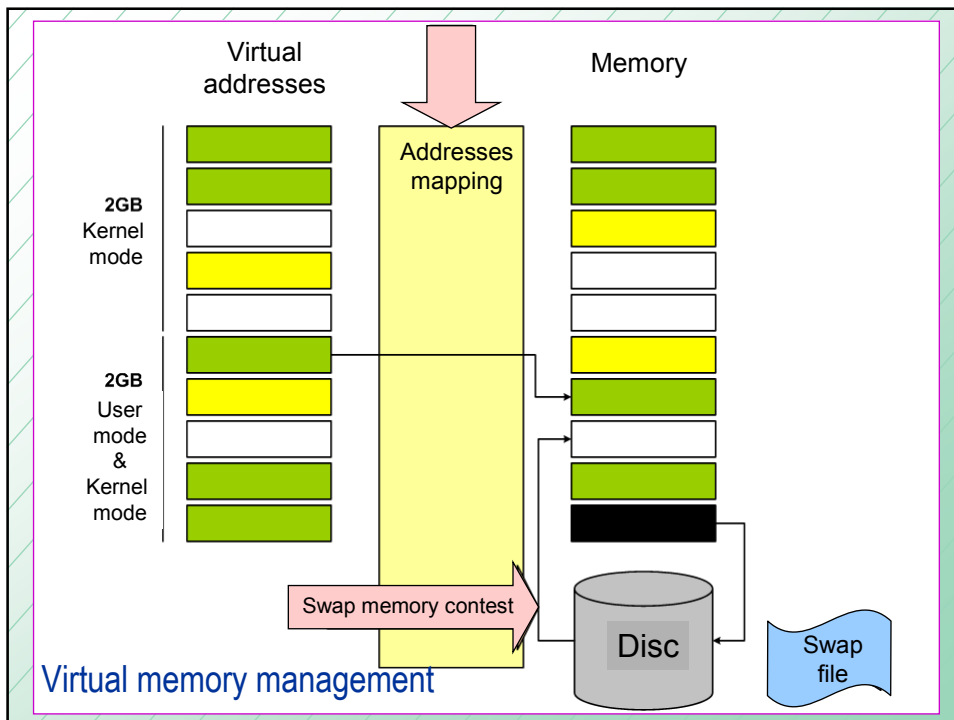 Virtual
addresses
Memory
Addresses
mapping
2GB
Kernel
mode
2GB
User
mode
&
Kernel
mode
Swap memory contest
Disc
Swap
file
Virtual memory management